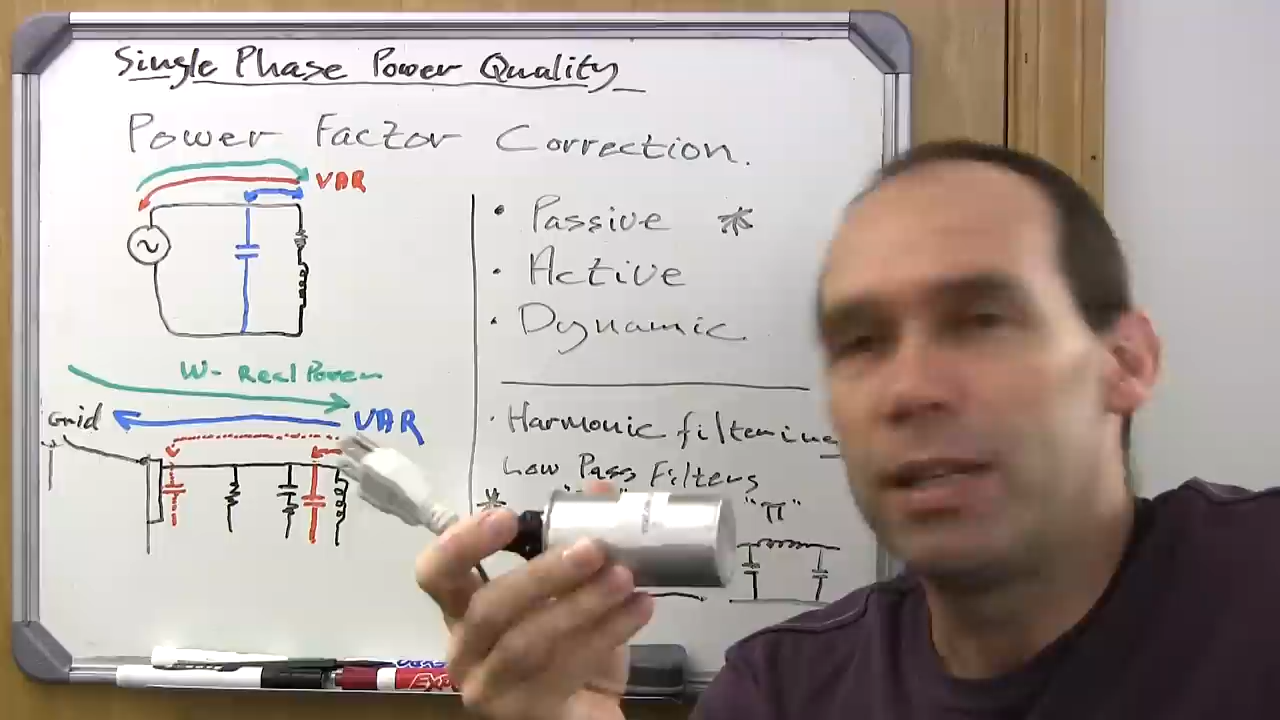 Single Phase Power Quality
Power Factor Correction.
VAR
• Passive *
• Active
• Dynamic.
W- Real Power
Grid
VAR
• Harmonic filtering
Low Pass Filters
*
"π"